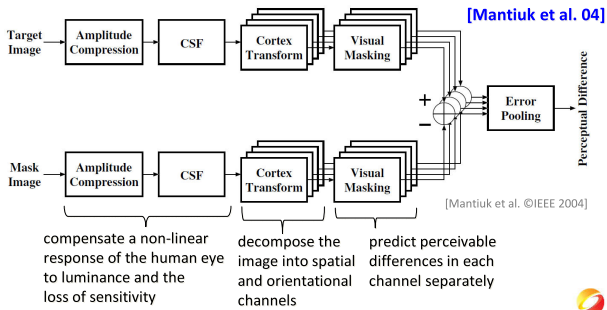 [Mantiuk et al. 04]
Target
Image
Amplitude
Compression
CSF
Cortex
Transform
Visual
Masking
+
−
Error
Pooling
Perceptual Difference
Mask
Image
Amplitude
Compression
CSF
Cortex
Transform
Visual
Masking
[Mantiuk et al. ©IEEE 2004]
compensate a non-linear
response of the human eye
to luminance and the
loss of sensitivity
decompose the
image into spatial
and orientational
channels
predict perceivable
differences in each
channel separately